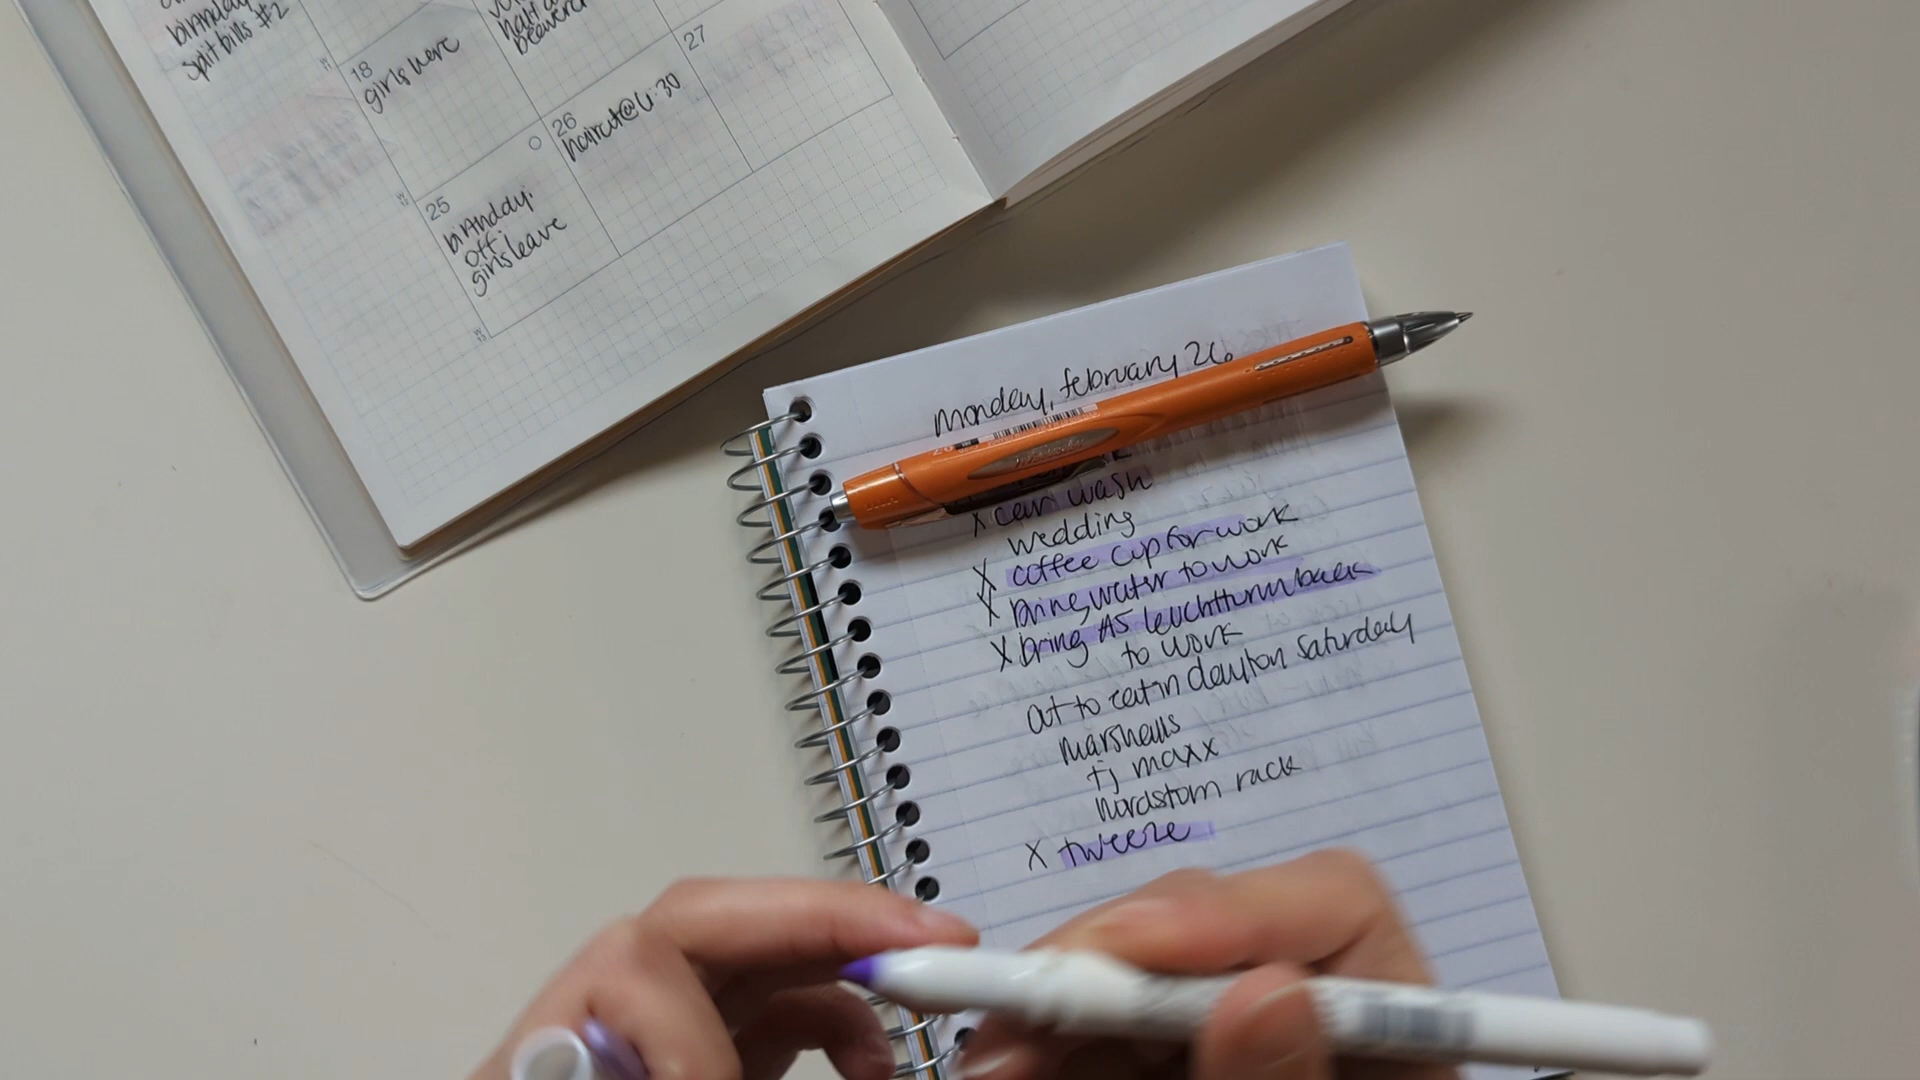 birthday
split bills #2
18
girls here
hair a
27
26
haircut@6:30
25
birthday!
off.
girls leave
monday, february 26
X car wash
wedding
X coffee cup for work
X bring water to work
X bring A5 leuchtturm back
to work
out to eat in dayton saturday
marshalls
tj maxx
nordstom rack
X tweeze